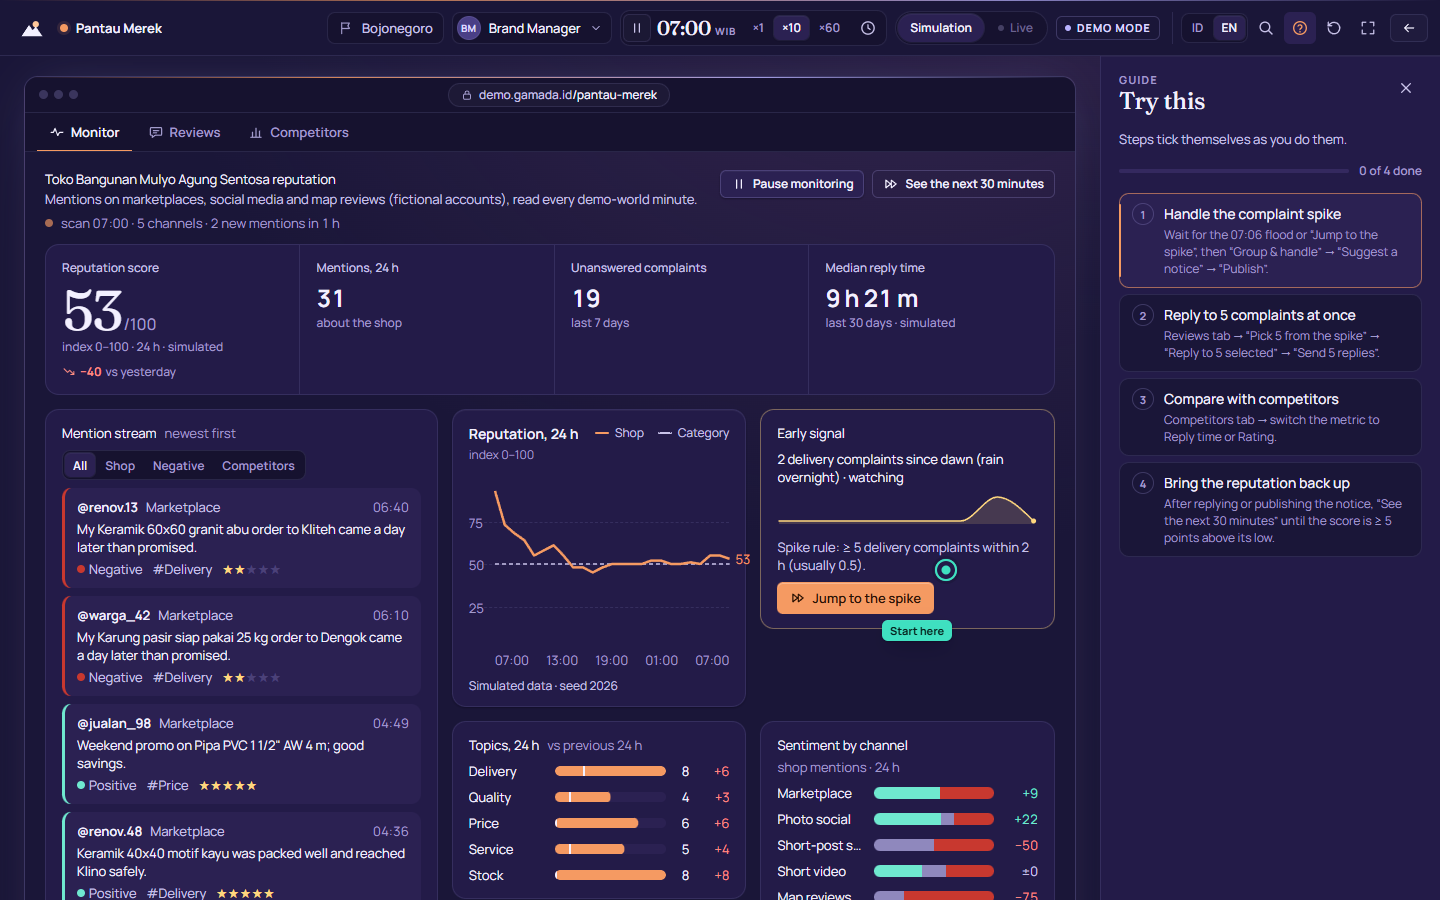 Pantau Merek
Bojonegoro
BM Brand Manager
07:00 WIB
×1 ×10 ×60
Simulation
Live
DEMO MODE
ID EN
demo.gamada.id/pantau-merek
Monitor Reviews Competitors
Toko Bangunan Mulyo Agung Sentosa reputation
Mentions on marketplaces, social media and map reviews (fictional accounts), read every demo-world minute.
scan 07:00 · 5 channels · 2 new mentions in 1 h
Pause monitoring
See the next 30 minutes
Reputation score
53/100
index 0–100 · 24 h · simulated
−40 vs yesterday
Mentions, 24 h
31
about the shop
Unanswered complaints
19
last 7 days
Median reply time
9 h 21 m
last 30 days · simulated
Mention stream newest first
All Shop Negative Competitors
@renov.13 Marketplace 06:40
My Keramik 60x60 granit abu order to Kliteh came a day
later than promised.
Negative #Delivery ★★★★★
@warga_42 Marketplace 06:10
My Karung pasir siap pakai 25 kg order to Dengok came
a day later than promised.
Negative #Delivery ★★★★★
@jualan_98 Marketplace 04:49
Weekend promo on Pipa PVC 1 1/2" AW 4 m; good
savings.
Positive #Price ★★★★★
@renov.48 Marketplace 04:36
Keramik 40x40 motif kayu was packed well and reached
Klino safely.
Positive #Delivery ★★★★★
Reputation, 24 h
Shop Category
index 0–100
75
50
25
53
07:00 13:00 19:00 01:00 07:00
Simulated data · seed 2026
Early signal
2 delivery complaints since dawn (rain
overnight) · watching
Spike rule: ≥ 5 delivery complaints within 2
h (usually 0.5).
Jump to the spike
Start here
Topics, 24 h vs previous 24 h
Delivery 8 +6
Quality 4 +3
Price 6 +6
Service 5 +4
Stock 8 +8
Sentiment by channel
shop mentions · 24 h
Marketplace +9
Photo social +22
Short-post s... −50
Short video ±0
Map reviews −75
GUIDE
Try this
Steps tick themselves as you do them.
0 of 4 done
1 Handle the complaint spike
Wait for the 07:06 flood or "Jump to the
spike", then "Group & handle" → "Suggest a
notice" → "Publish".
2 Reply to 5 complaints at once
Reviews tab → "Pick 5 from the spike" →
"Reply to 5 selected" → "Send 5 replies".
3 Compare with competitors
Competitors tab → switch the metric to
Reply time or Rating.
4 Bring the reputation back up
After replying or publishing the notice, "See
the next 30 minutes" until the score is ≥ 5
points above its low.